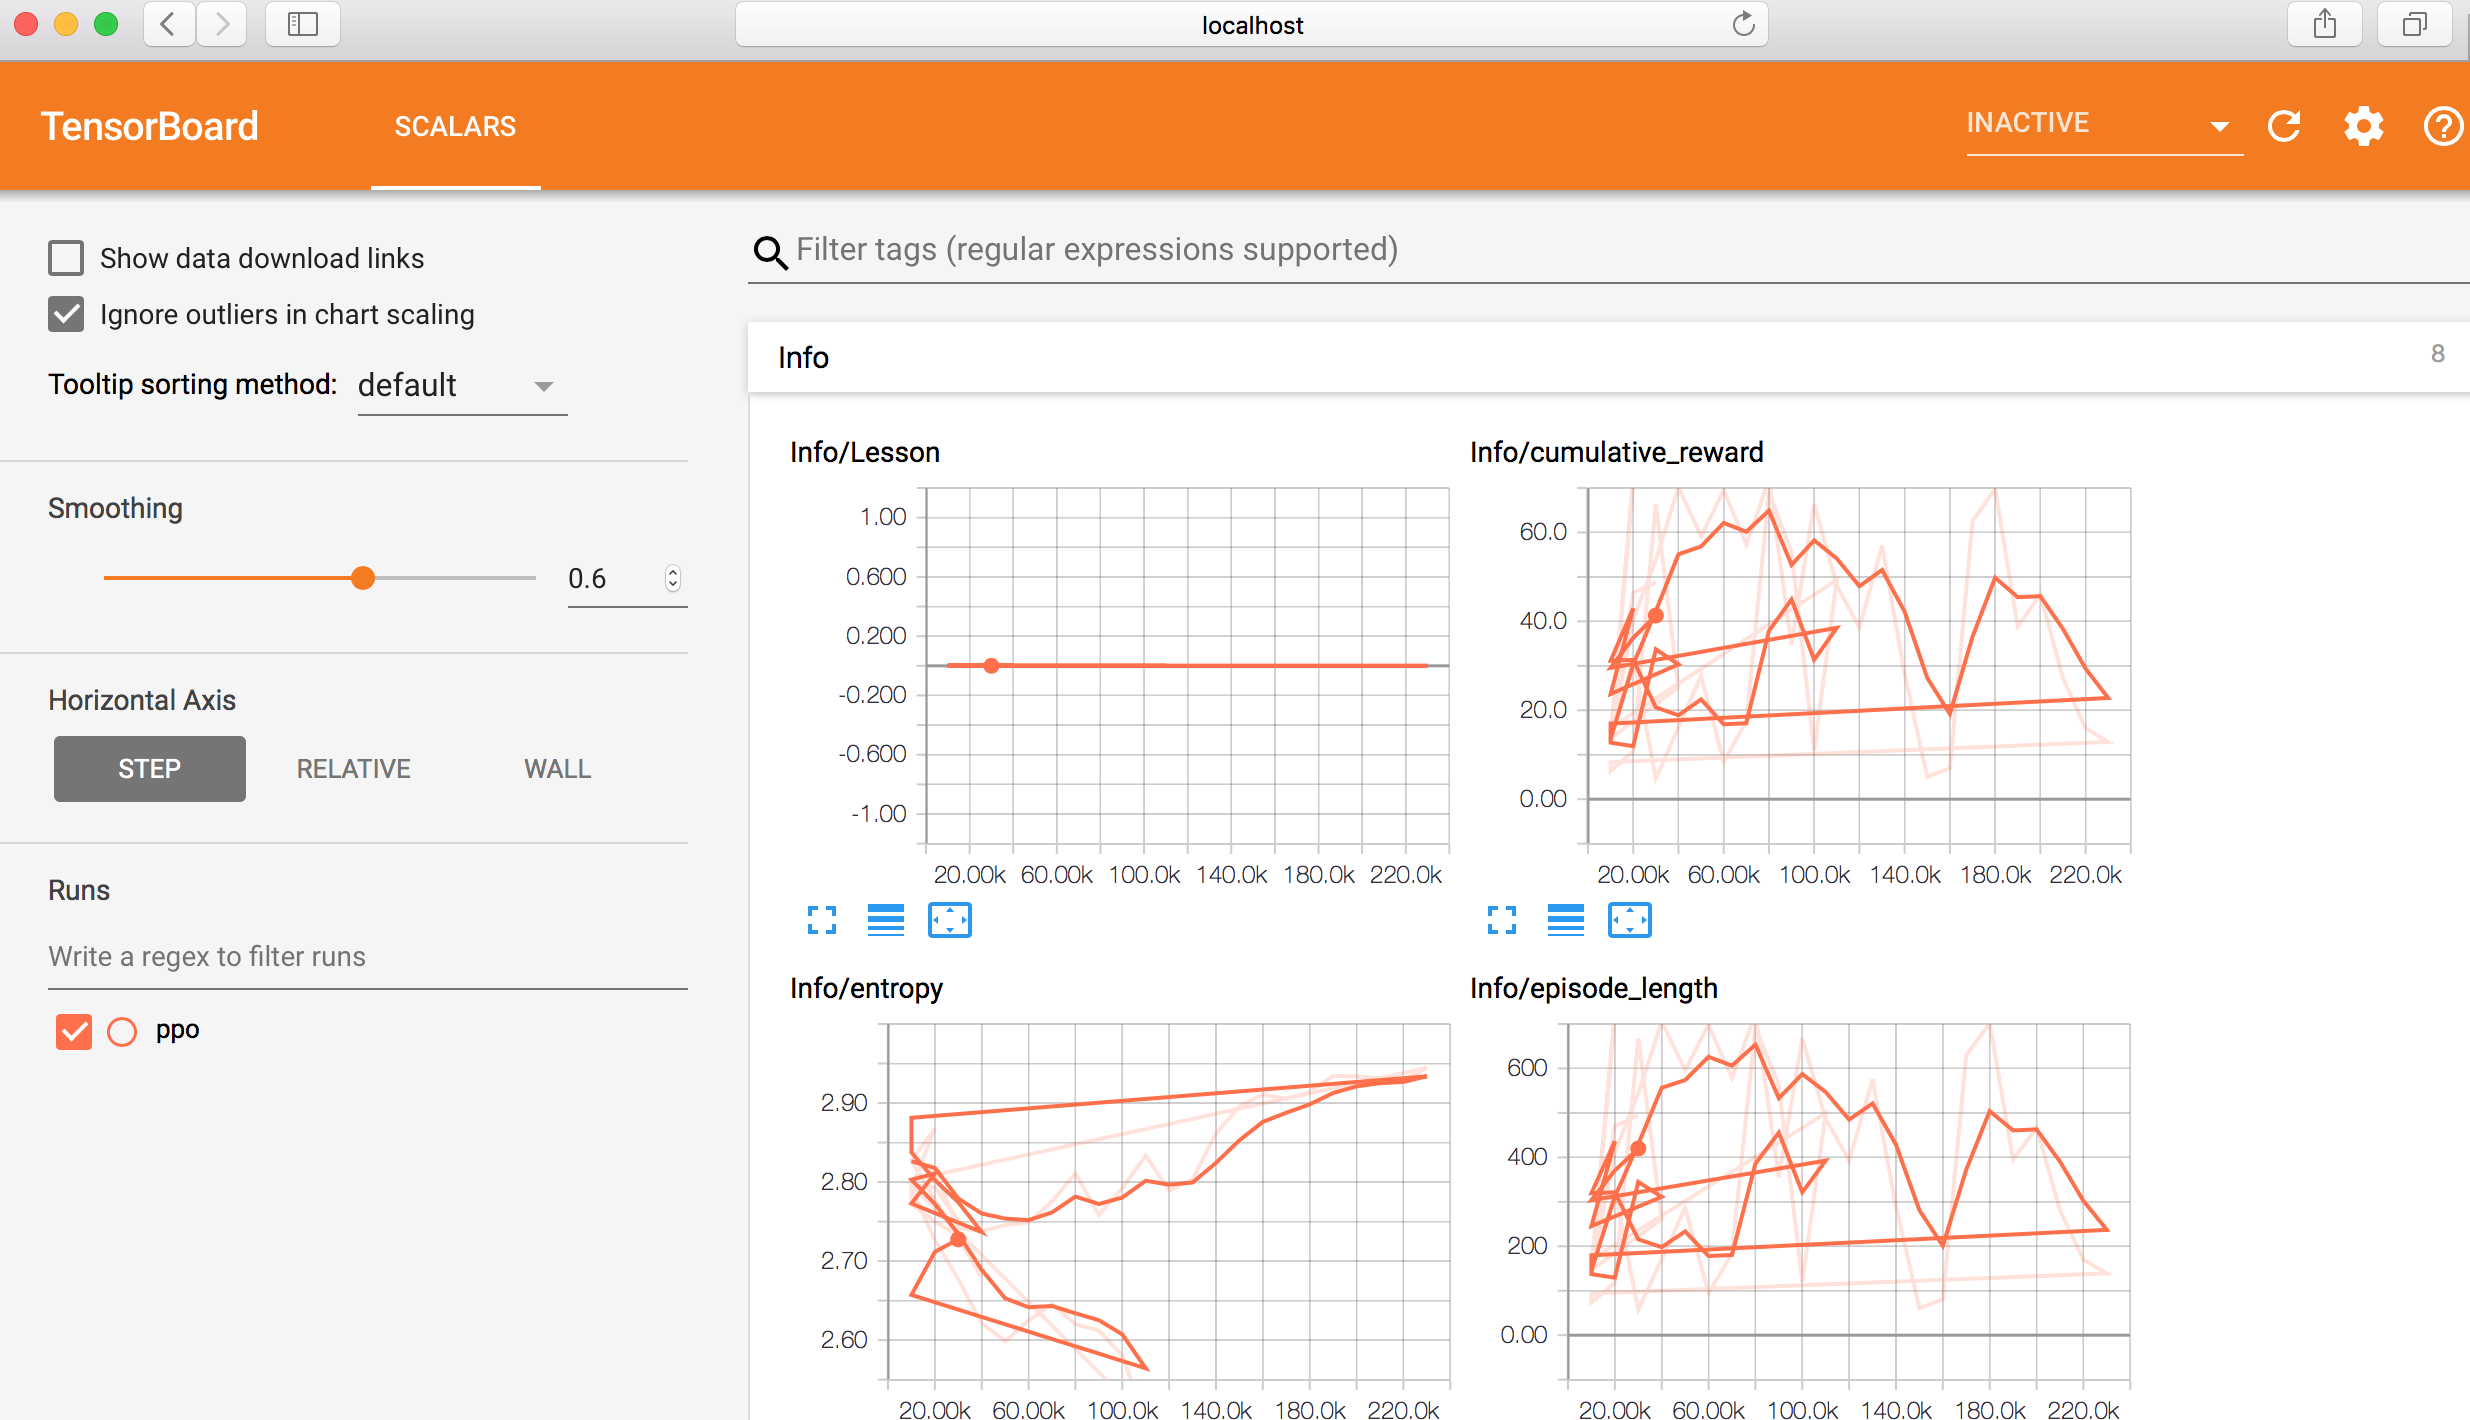 localhost
TensorBoard
SCALARS
INACTIVE
Show data download links
Ignore outliers in chart scaling
Tooltip sorting method: default
Smoothing
0.6
Horizontal Axis
STEP RELATIVE WALL
Runs
Write a regex to filter runs
ppo
Filter tags (regular expressions supported)
Info
8
Info/Lesson
1.00
0.600
0.200
-0.200
-0.600
-1.00
20.00k 60.00k 100.0k 140.0k 180.0k 220.0k
Info/cumulative_reward
60.0
40.0
20.0
0.00
20.00k 60.00k 100.0k 140.0k 180.0k 220.0k
Info/entropy
2.90
2.80
2.70
2.60
20.00k 60.00k 100.0k 140.0k 180.0k 220.0k
Info/episode_length
600
400
200
0.00
20.00k 60.00k 100.0k 140.0k 180.0k 220.0k